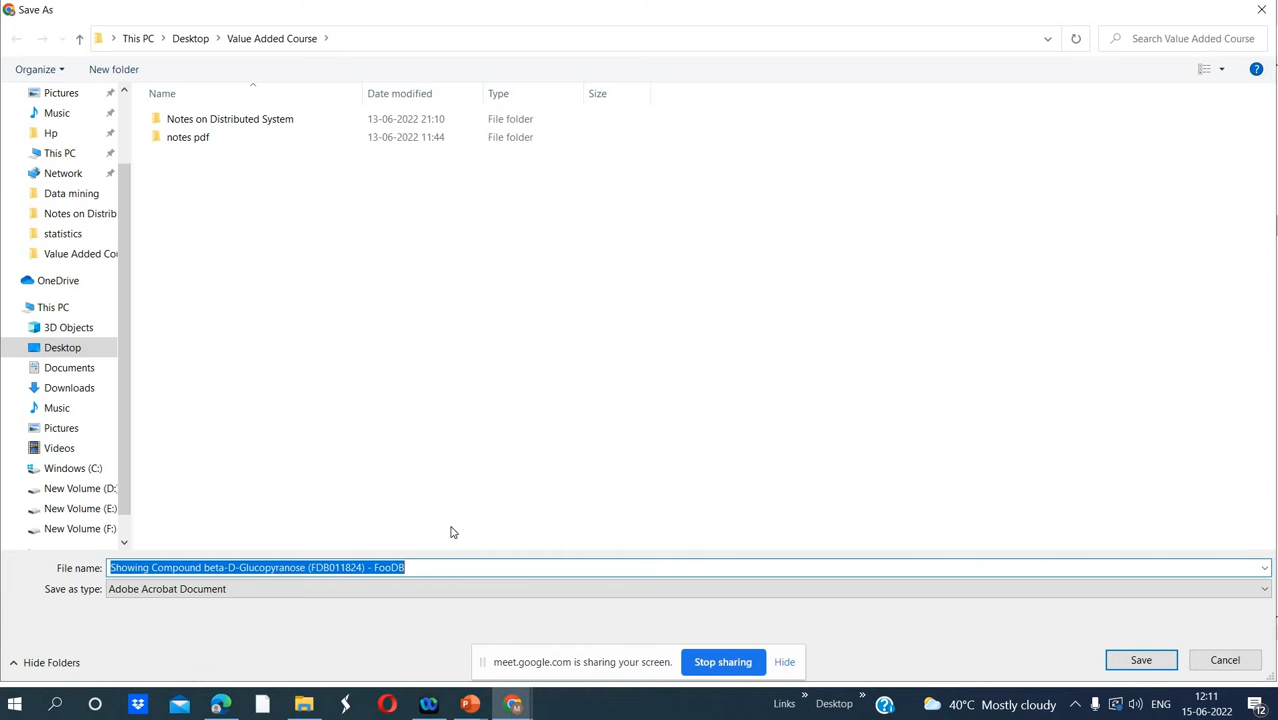 Save As
This PC Desktop Value Added Course
Search Value Added Course
Organize New folder
Name Date modified Type Size
Notes on Distributed System 13-06-2022 21:10 File folder
notes pdf 13-06-2022 11:44 File folder
Pictures
Music
Hp
This PC
Network
Data mining
Notes on Distrib
statistics
Value Added Cou
OneDrive
This PC
3D Objects
Desktop
Documents
Downloads
Music
Pictures
Videos
Windows (C:)
New Volume (D:)
New Volume (E:)
New Volume (F:)
File name: Showing Compound beta-D-Glucopyranose (FDB011824) - FooDB
Save as type: Adobe Acrobat Document
Hide Folders
meet.google.com is sharing your screen. Stop sharing Hide
Save Cancel
Links Desktop 40°C Mostly cloudy ENG
12:11
15-06-2022
12